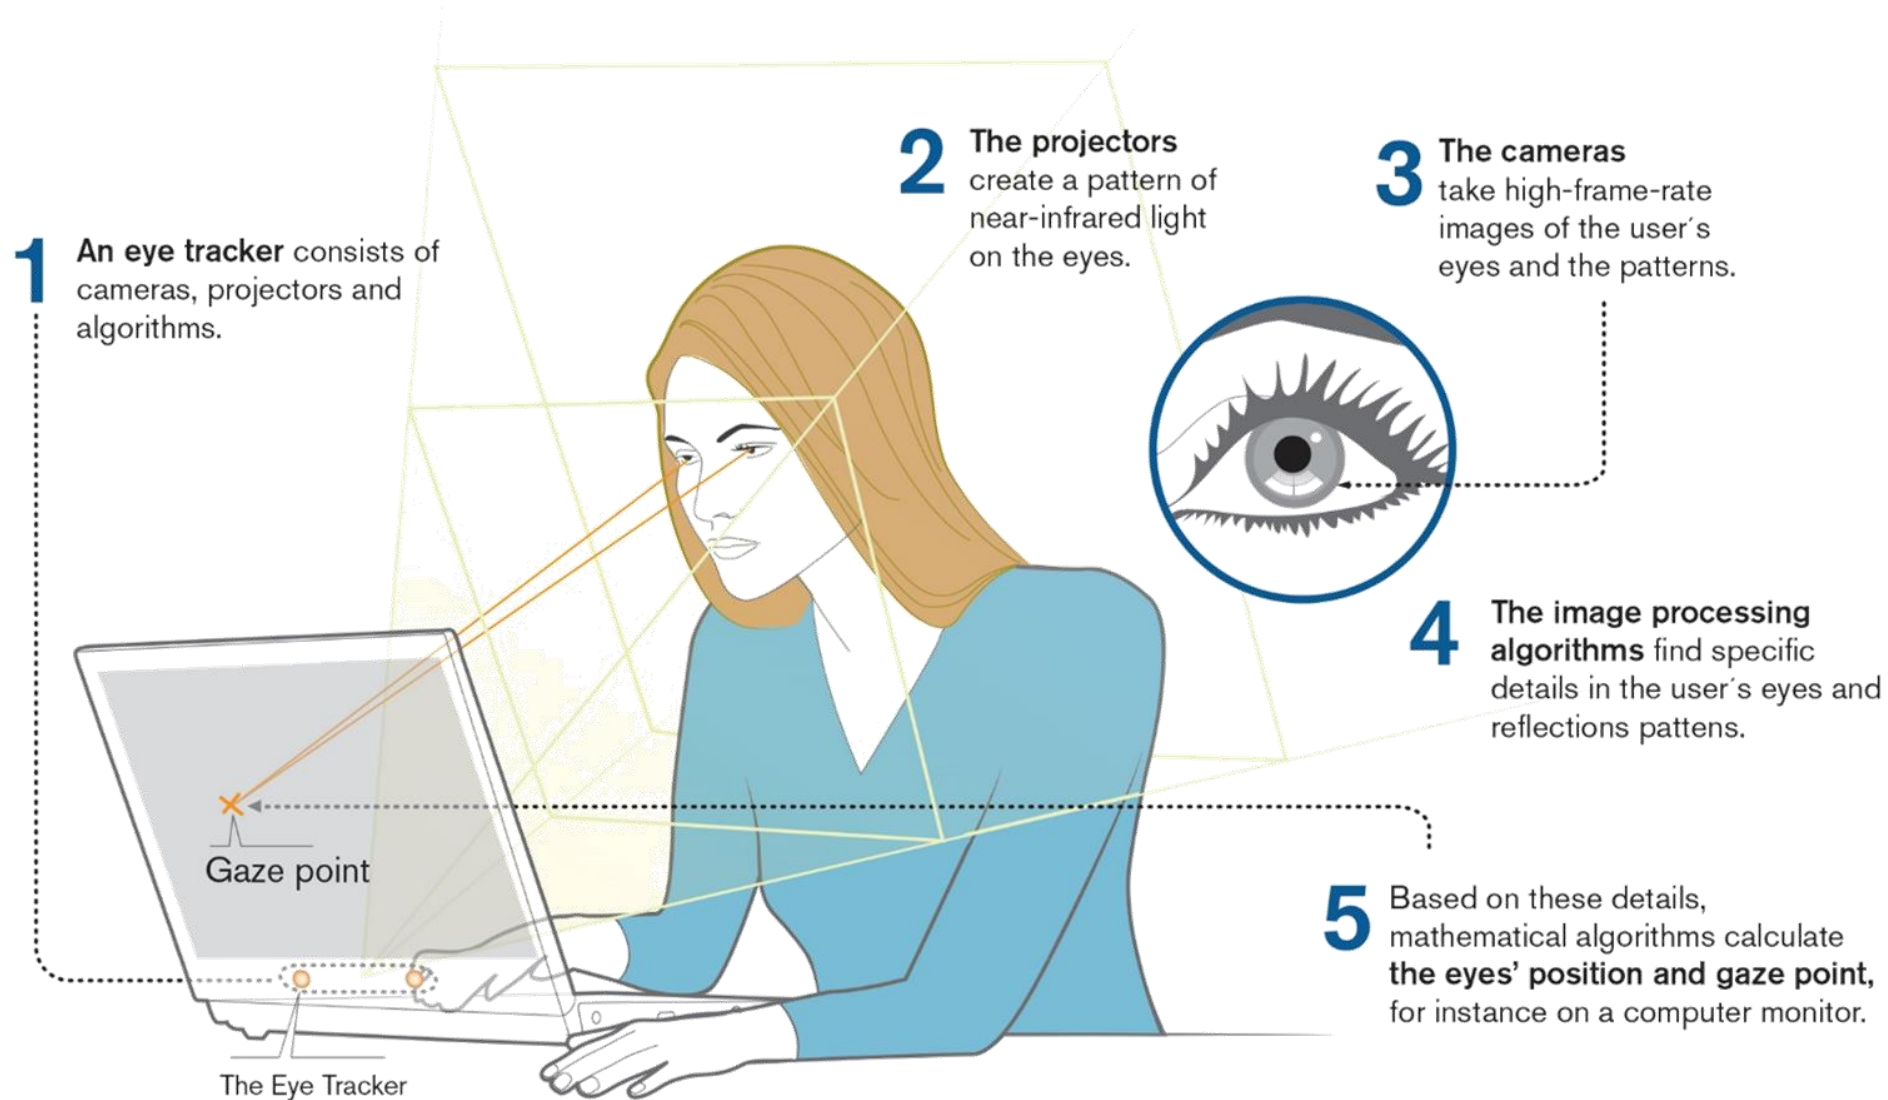 1
An eye tracker consists of
cameras, projectors and
algorithms.
2
The projectors
create a pattern of
near-infrared light
on the eyes.
3
The cameras
take high-frame-rate
images of the user´s
eyes and the patterns.
4
The image processing
algorithms find specific
details in the user´s eyes and
reflections pattens.
Gaze point
5
Based on these details,
mathematical algorithms calculate
the eyes’ position and gaze point,
for instance on a computer monitor.
The Eye Tracker